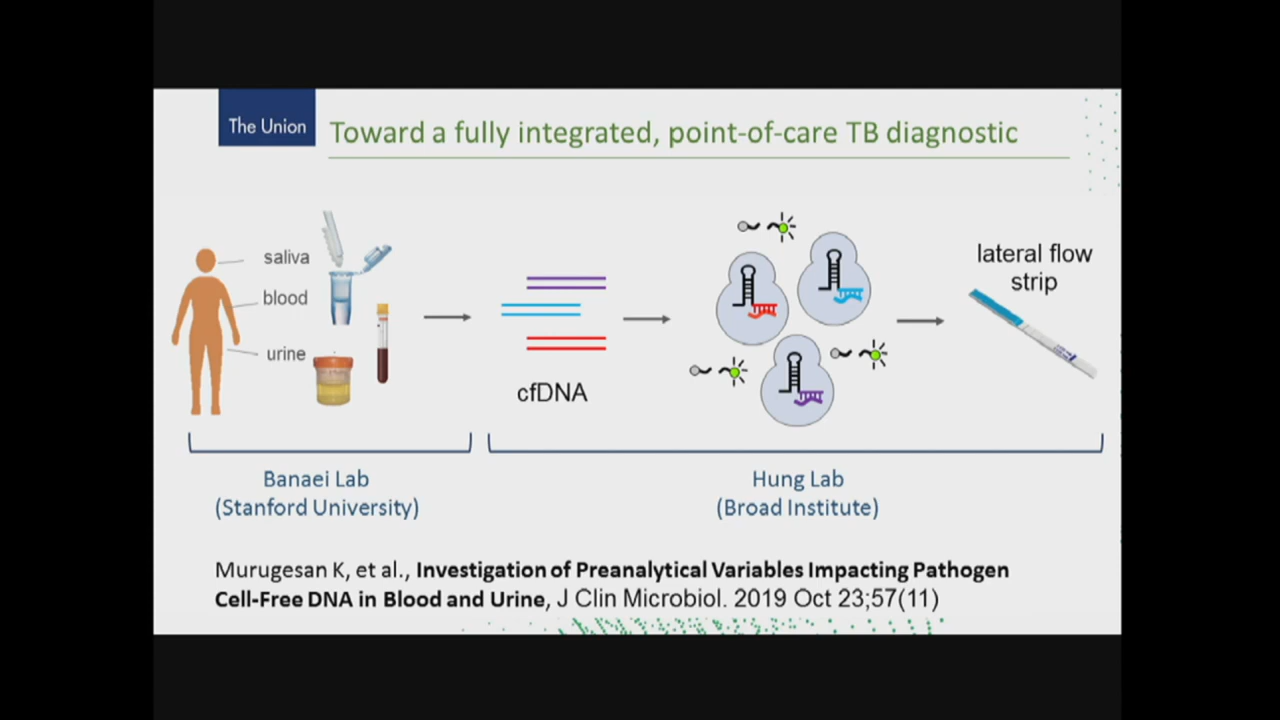 The Union
Toward a fully integrated, point-of-care TB diagnostic
saliva
blood
urine
cfDNA
lateral flow
strip
Banaei Lab
(Stanford University)
Hung Lab
(Broad Institute)
Murugesan K, et al., Investigation of Preanalytical Variables Impacting Pathogen
Cell-Free DNA in Blood and Urine, J Clin Microbiol. 2019 Oct 23;57(11)